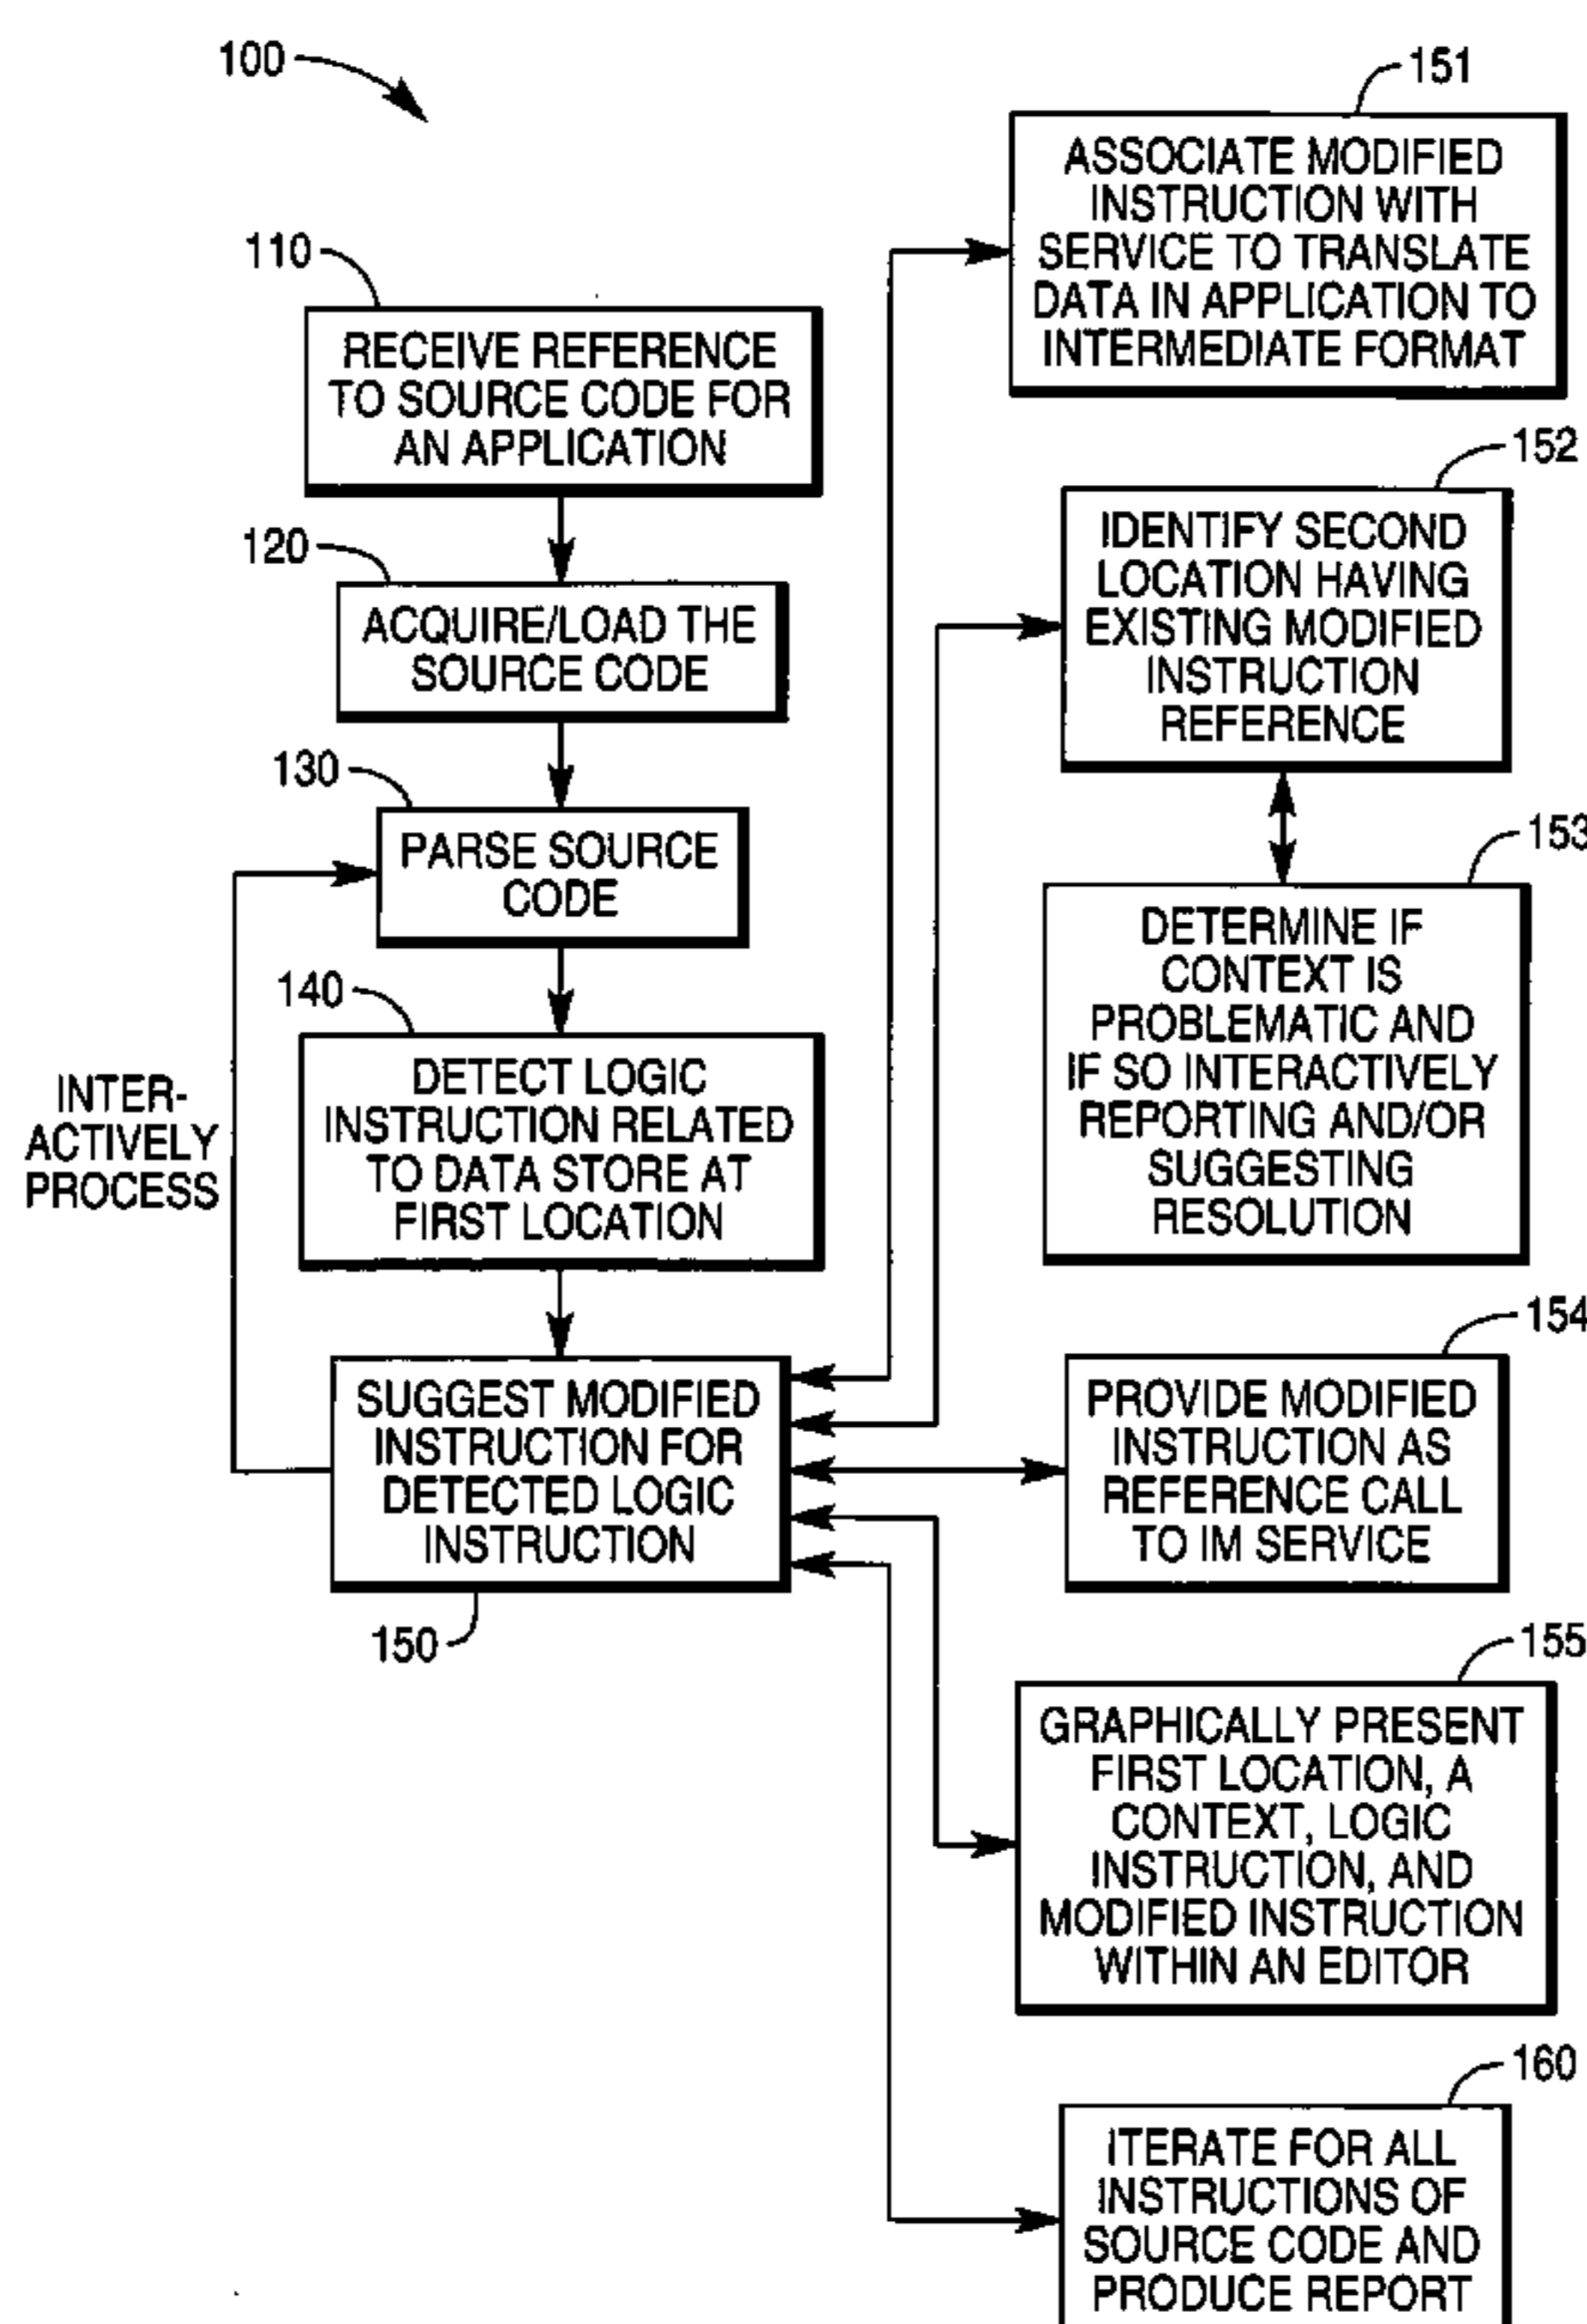 100
110
RECEIVE REFERENCE
TO SOURCE CODE FOR
AN APPLICATION
120
ACQUIRE/LOAD THE
SOURCE CODE
130
PARSE SOURCE
CODE
140
DETECT LOGIC
INSTRUCTION RELATED
TO DATA STORE AT
FIRST LOCATION
INTER-
ACTIVELY
PROCESS
SUGGEST MODIFIED
INSTRUCTION FOR
DETECTED LOGIC
INSTRUCTION
150
151
ASSOCIATE MODIFIED
INSTRUCTION WITH
SERVICE TO TRANSLATE
DATA IN APPLICATION TO
INTERMEDIATE FORMAT
152
IDENTIFY SECOND
LOCATION HAVING
EXISTING MODIFIED
INSTRUCTION
REFERENCE
153
DETERMINE IF
CONTEXT IS
PROBLEMATIC AND
IF SO INTERACTIVELY
REPORTING AND/OR
SUGGESTING
RESOLUTION
154
PROVIDE MODIFIED
INSTRUCTION AS
REFERENCE CALL
TO IM SERVICE
155
GRAPHICALLY PRESENT
FIRST LOCATION, A
CONTEXT, LOGIC
INSTRUCTION, AND
MODIFIED INSTRUCTION
WITHIN AN EDITOR
160
ITERATE FOR ALL
INSTRUCTIONS OF
SOURCE CODE AND
PRODUCE REPORT